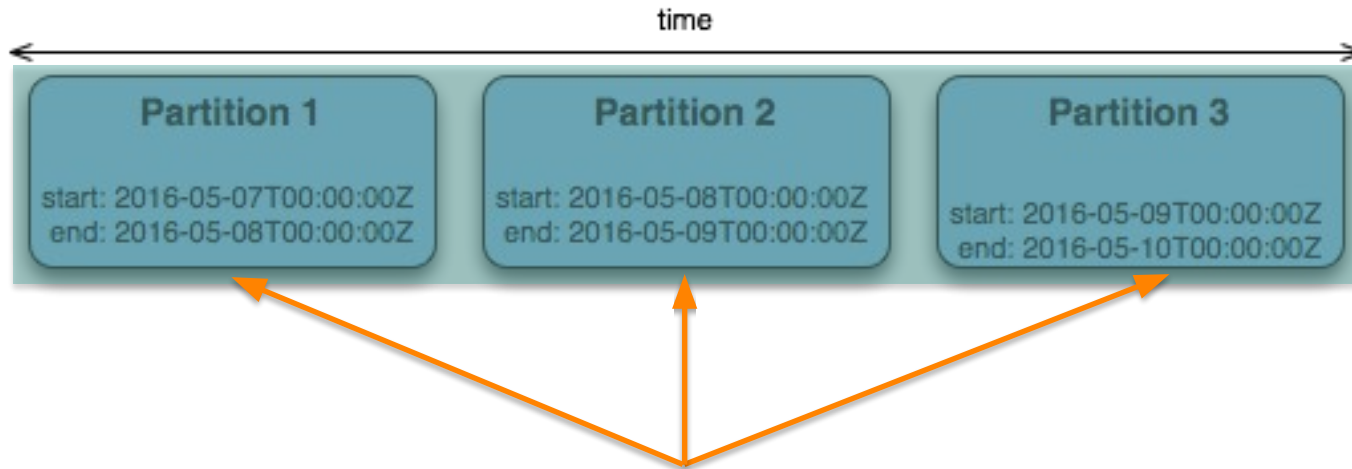 time
Partition 1
start: 2016-05-07T00:00:00Z
end: 2016-05-08T00:00:00Z
Partition 2
start: 2016-05-08T00:00:00Z
end: 2016-05-09T00:00:00Z
Partition 3
start: 2016-05-09T00:00:00Z
end: 2016-05-10T00:00:00Z